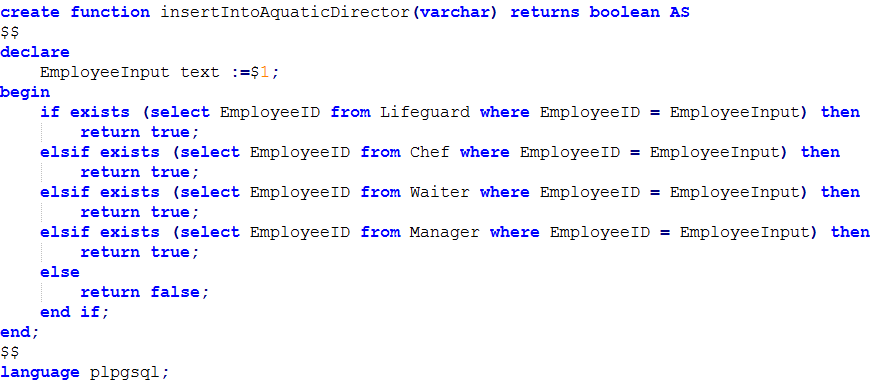 create function insertIntoAquaticDirector(varchar) returns boolean AS
$$
declare
    EmployeeInput text :=$1;
begin
    if exists (select EmployeeID from Lifeguard where EmployeeID = EmployeeInput) then
        return true;
    elsif exists (select EmployeeID from Chef where EmployeeID = EmployeeInput) then
        return true;
    elsif exists (select EmployeeID from Waiter where EmployeeID = EmployeeInput) then
        return true;
    elsif exists (select EmployeeID from Manager where EmployeeID = EmployeeInput) then
        return true;
    else
        return false;
    end if;
end;
$$
language plpgsql;